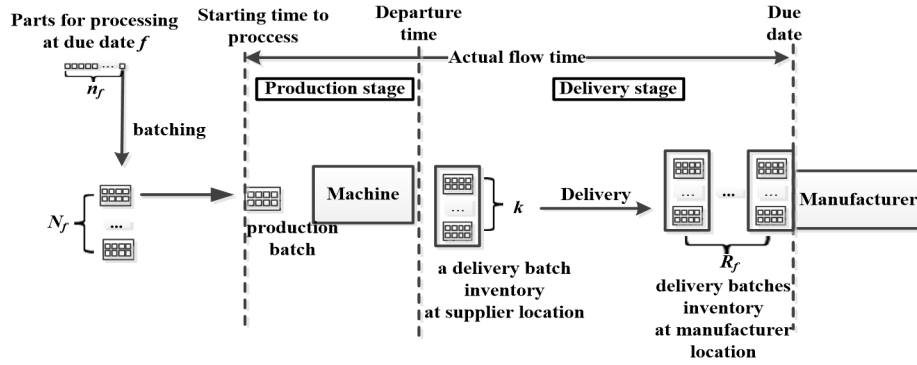 Parts for processing
at due date f
n_f
batching
N_f
...
Starting time to
proccess
Departure
time
Due
date
Actual flow time
Production stage
Delivery stage
production
batch
Machine
...
k
a delivery batch
inventory
at supplier location
Delivery
...
...
...
R_f
delivery batches
inventory
at manufacturer
location
Manufacturer